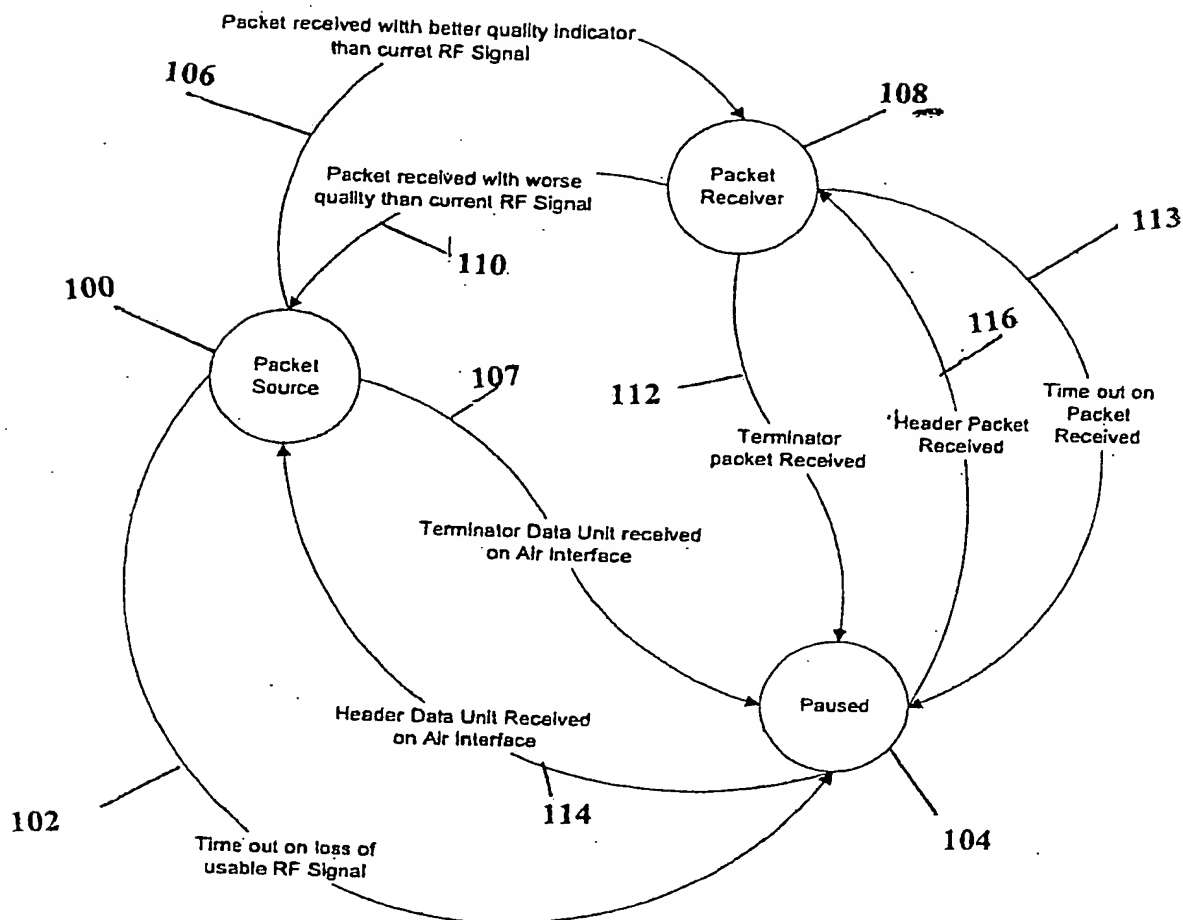 Packet received witth better quality indicator
than curret RF Signal
106
108
Packet
Receiver
Packet received with worse
quality than current RF Signal
113
110
100
116
Packet
Source
107
112
Time out on
Packet
Received
Header Packet
Received
Terminator
packet Received
Terminator Data Unit received
on Air Interface
Paused
Header Data Unit Received
on Air Interface
102
114
104
Time out on loss of
usable RF Signal